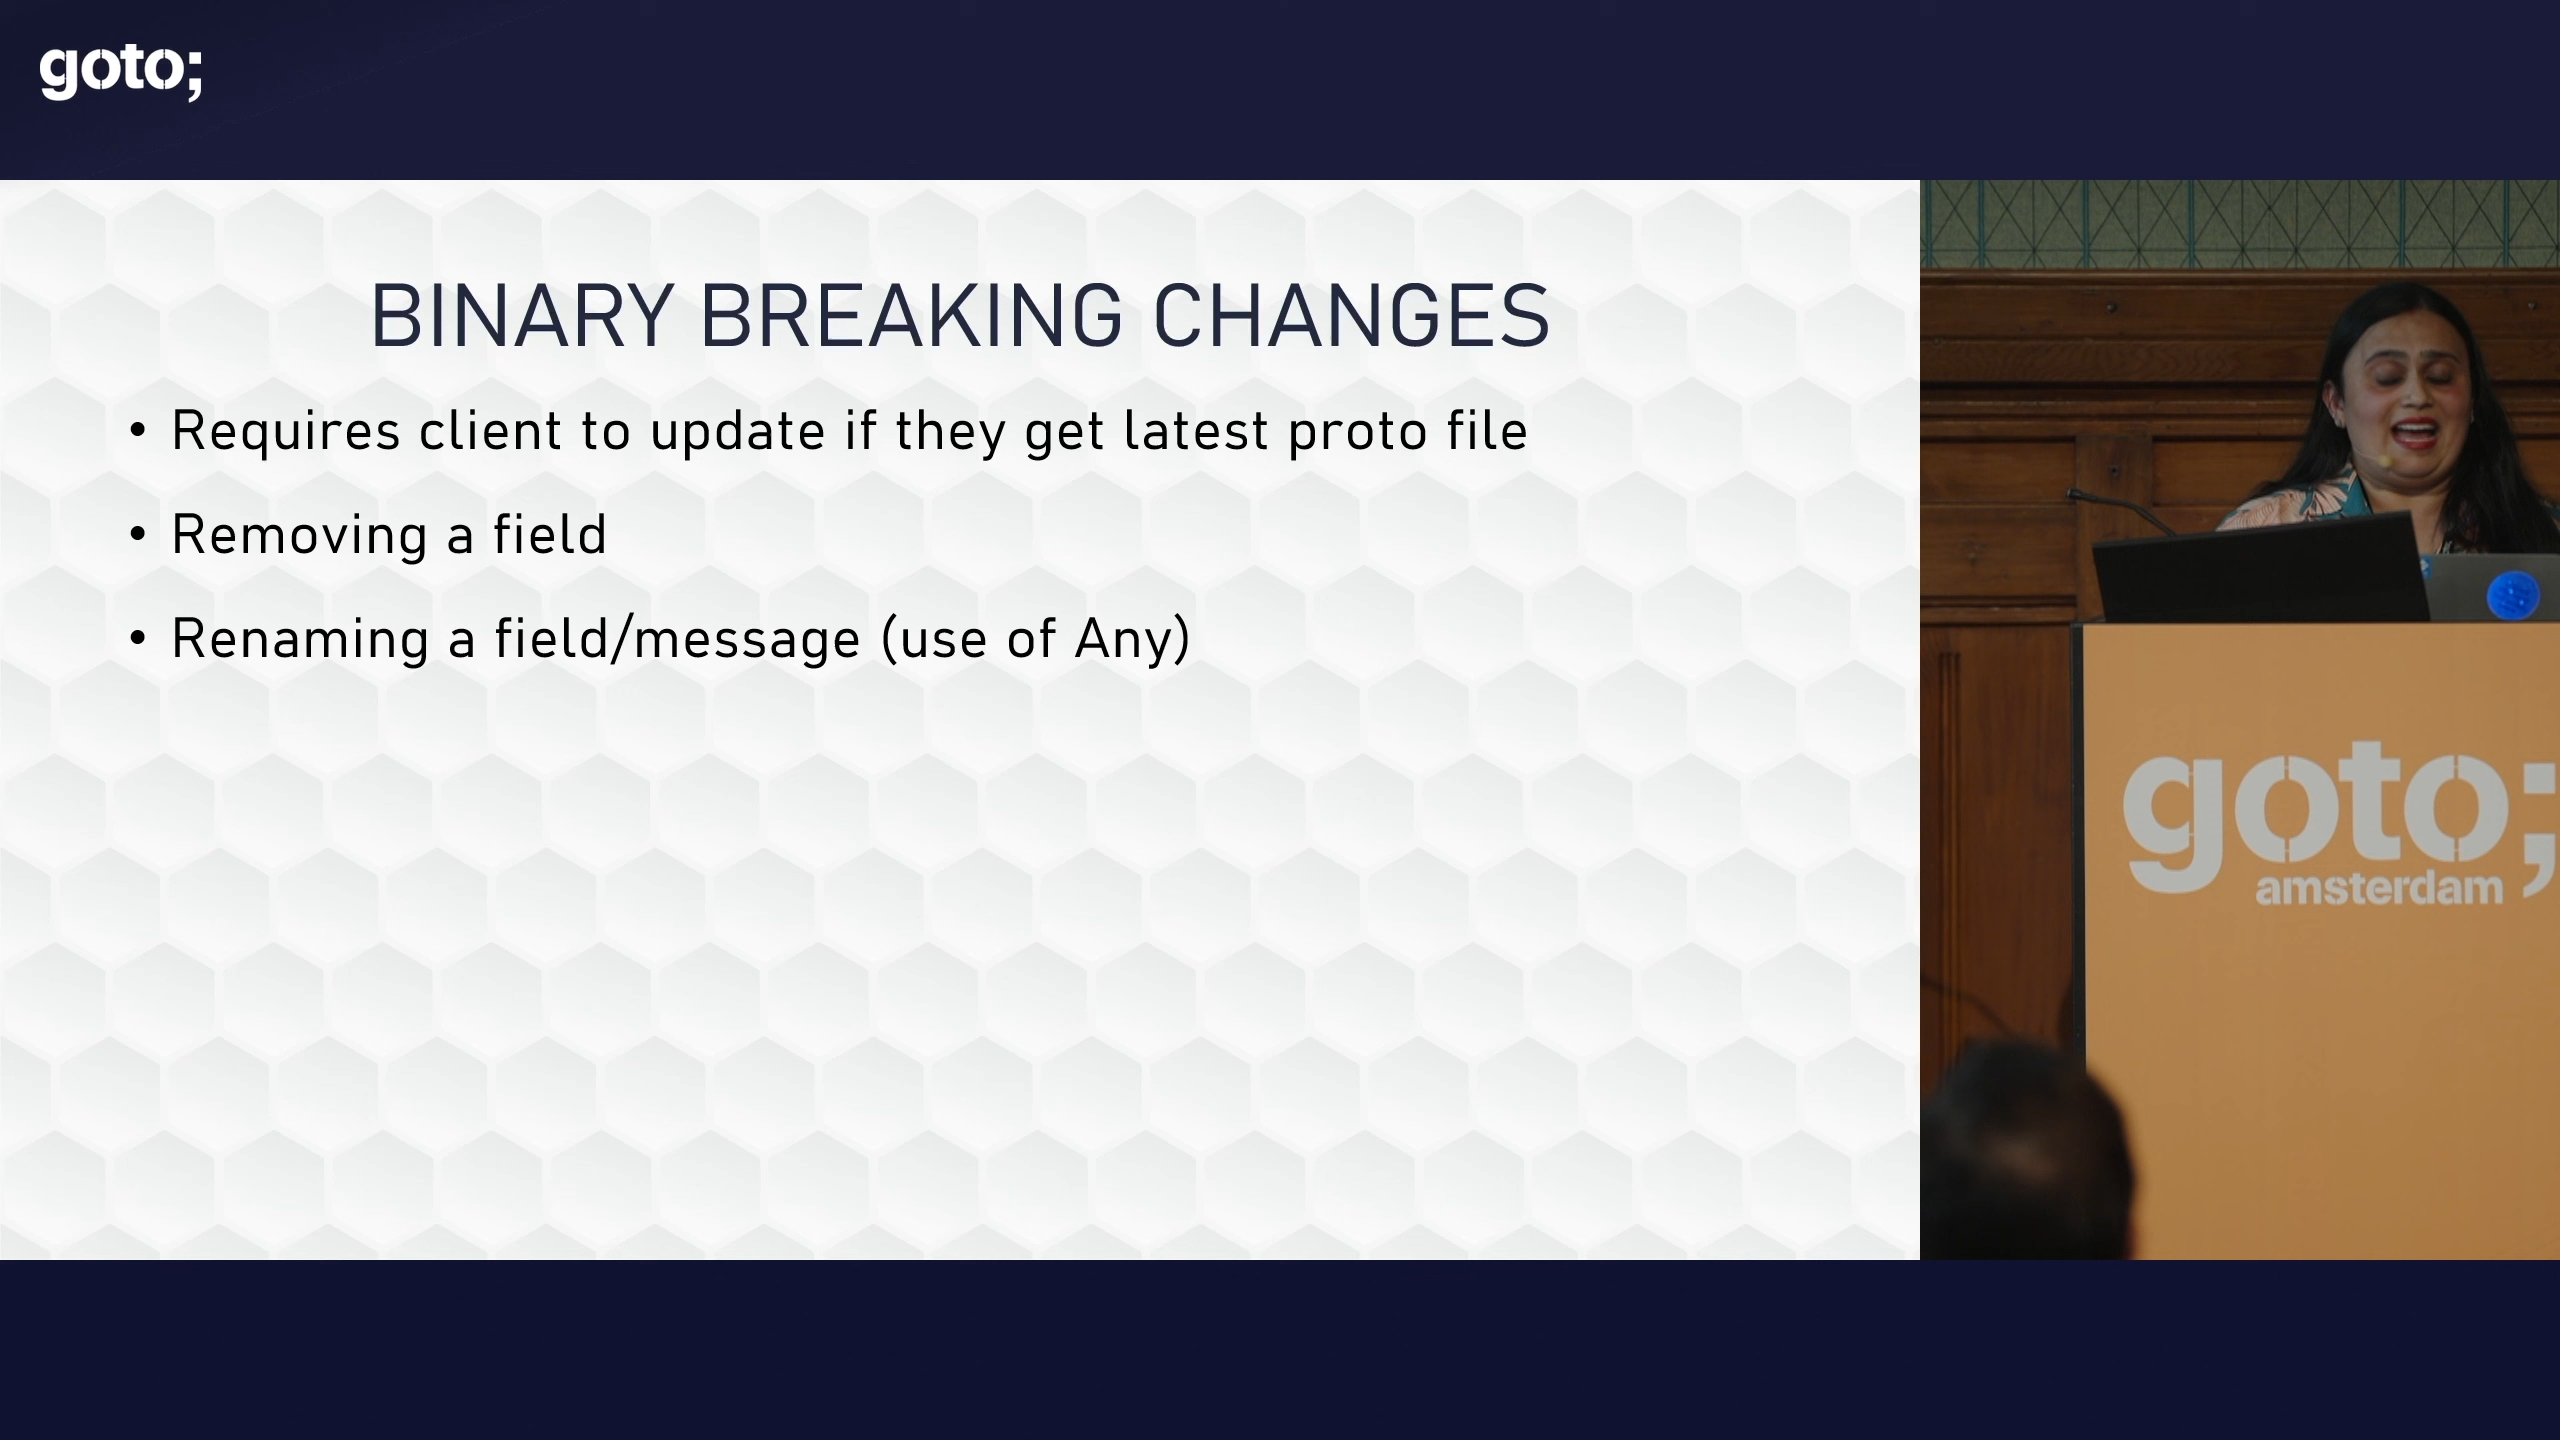 goto;
BINARY BREAKING CHANGES
• Requires client to update if they get latest proto file
• Removing a field
• Renaming a field/message (use of Any)
goto;
amsterdam